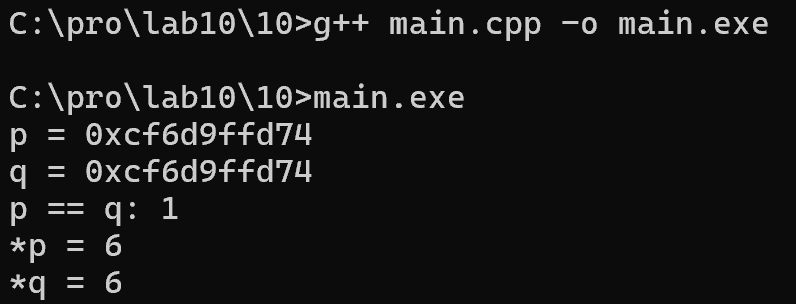 C:\pro\lab10\10>g++ main.cpp -o main.exe
C:\pro\lab10\10>main.exe
p = 0xcf6d9ffd74
q = 0xcf6d9ffd74
p == q: 1
*p = 6
*q = 6